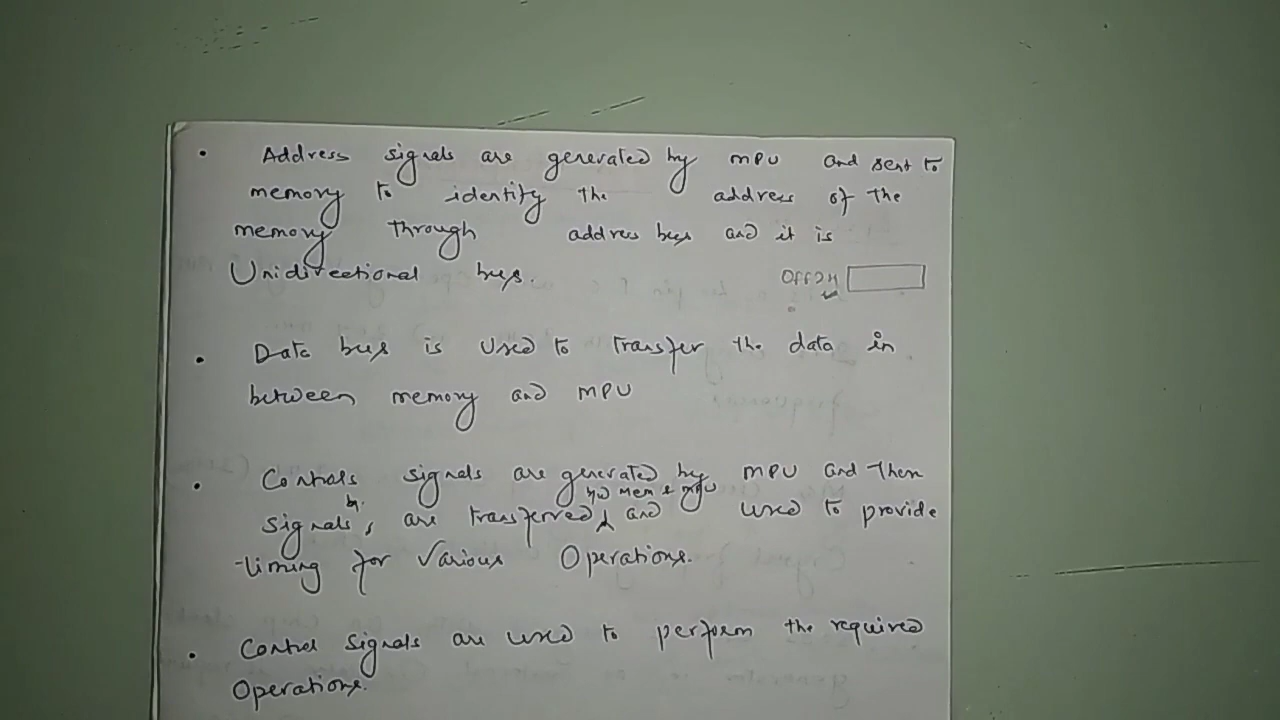 • Address signals are generated by MPU and sent to
memory to identify the address of the
memory through address bus and it is
Unidirectional bus.
OFF2H
• Data bus is used to transfer the data in
between memory and MPU
• Controls signals are generated by MPU and then
b/w mem & MPU
signals, are transferred and used to provide
timing for various Operations.
• Control signals are used to perform the required
Operations.